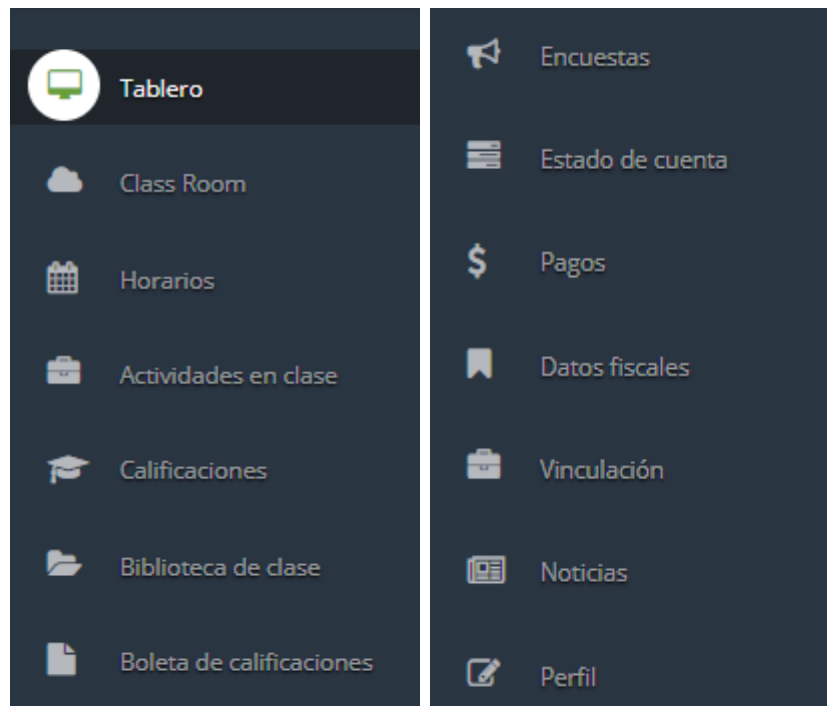 Tablero
Class Room
Horarios
Actividades en clase
Calificaciones
Biblioteca de clase
Boleta de calificaciones
Encuestas
Estado de cuenta
Pagos
Datos fiscales
Vinculación
Noticias
Perfil